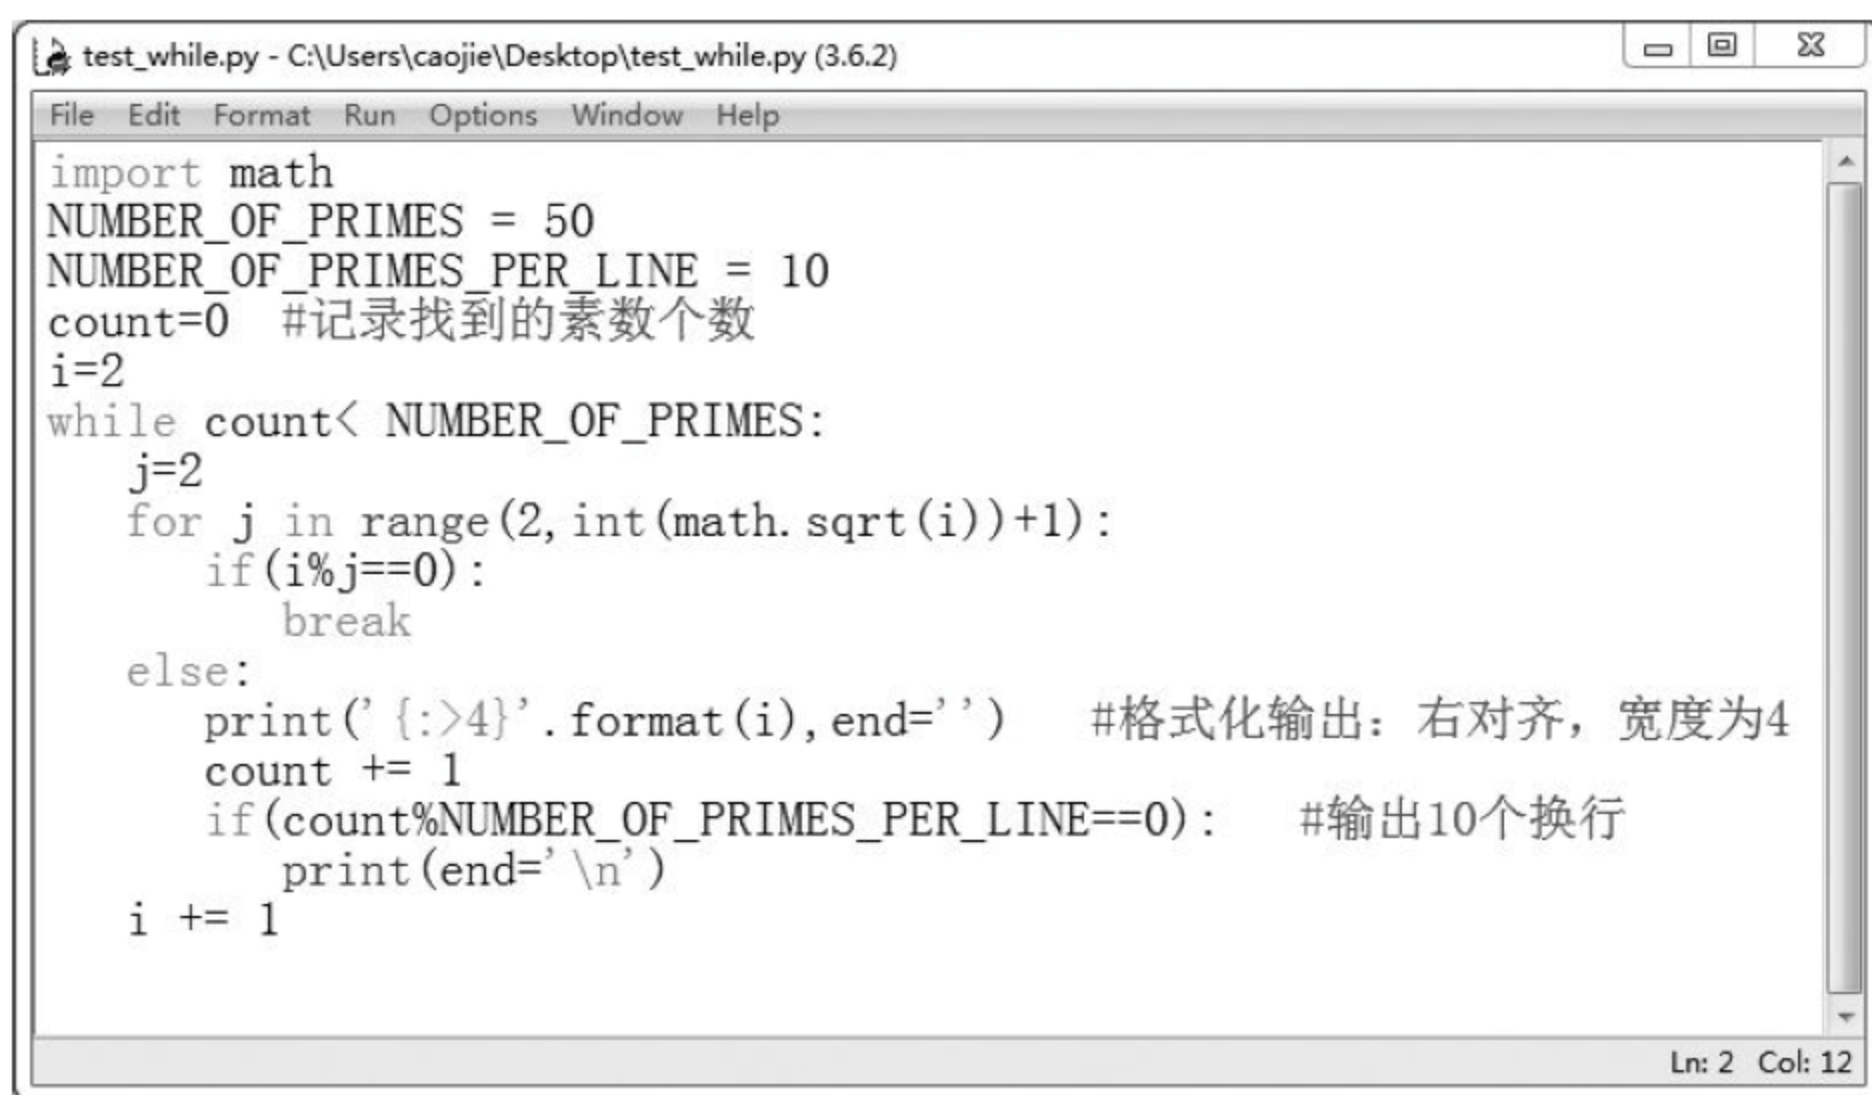 test_while.py - C:\Users\caojie\Desktop\test_while.py (3.6.2)
File Edit Format Run Options Window Help
import math
NUMBER_OF_PRIMES = 50
NUMBER_OF_PRIMES_PER_LINE = 10
count=0  #记录找到的素数个数
i=2
while count< NUMBER_OF_PRIMES:
    j=2
    for j in range(2,int(math.sqrt(i))+1):
        if(i%j==0):
            break
    else:
        print('{:>4}'.format(i),end='')   #格式化输出：右对齐，宽度为4
        count += 1
        if(count%NUMBER_OF_PRIMES_PER_LINE==0):   #输出10个换行
            print(end='\n')
    i += 1
Ln: 2 Col: 12